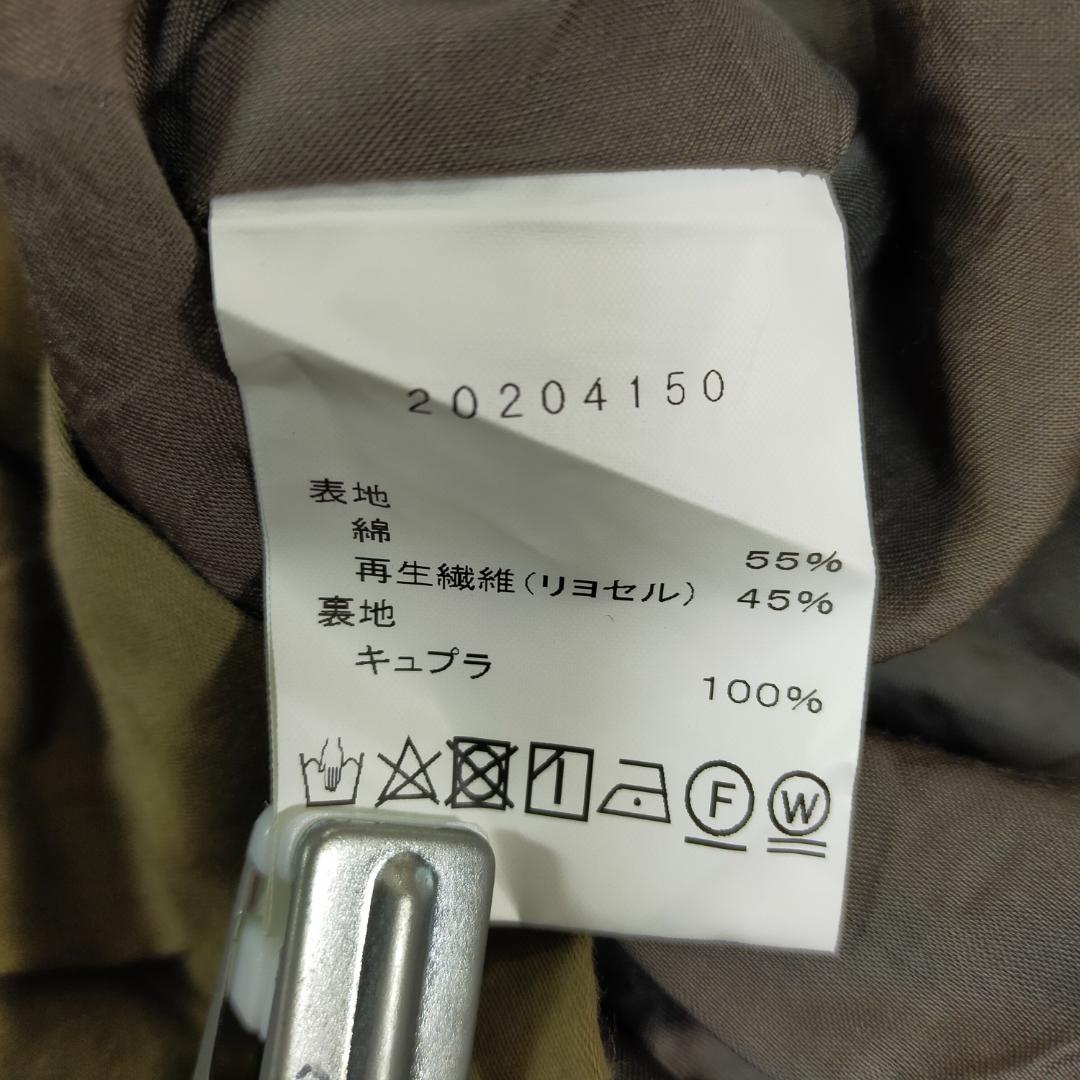 20204150
表地
綿 55%
再生繊維(リヨセル) 45%
裏地
キュプラ 100%
F W